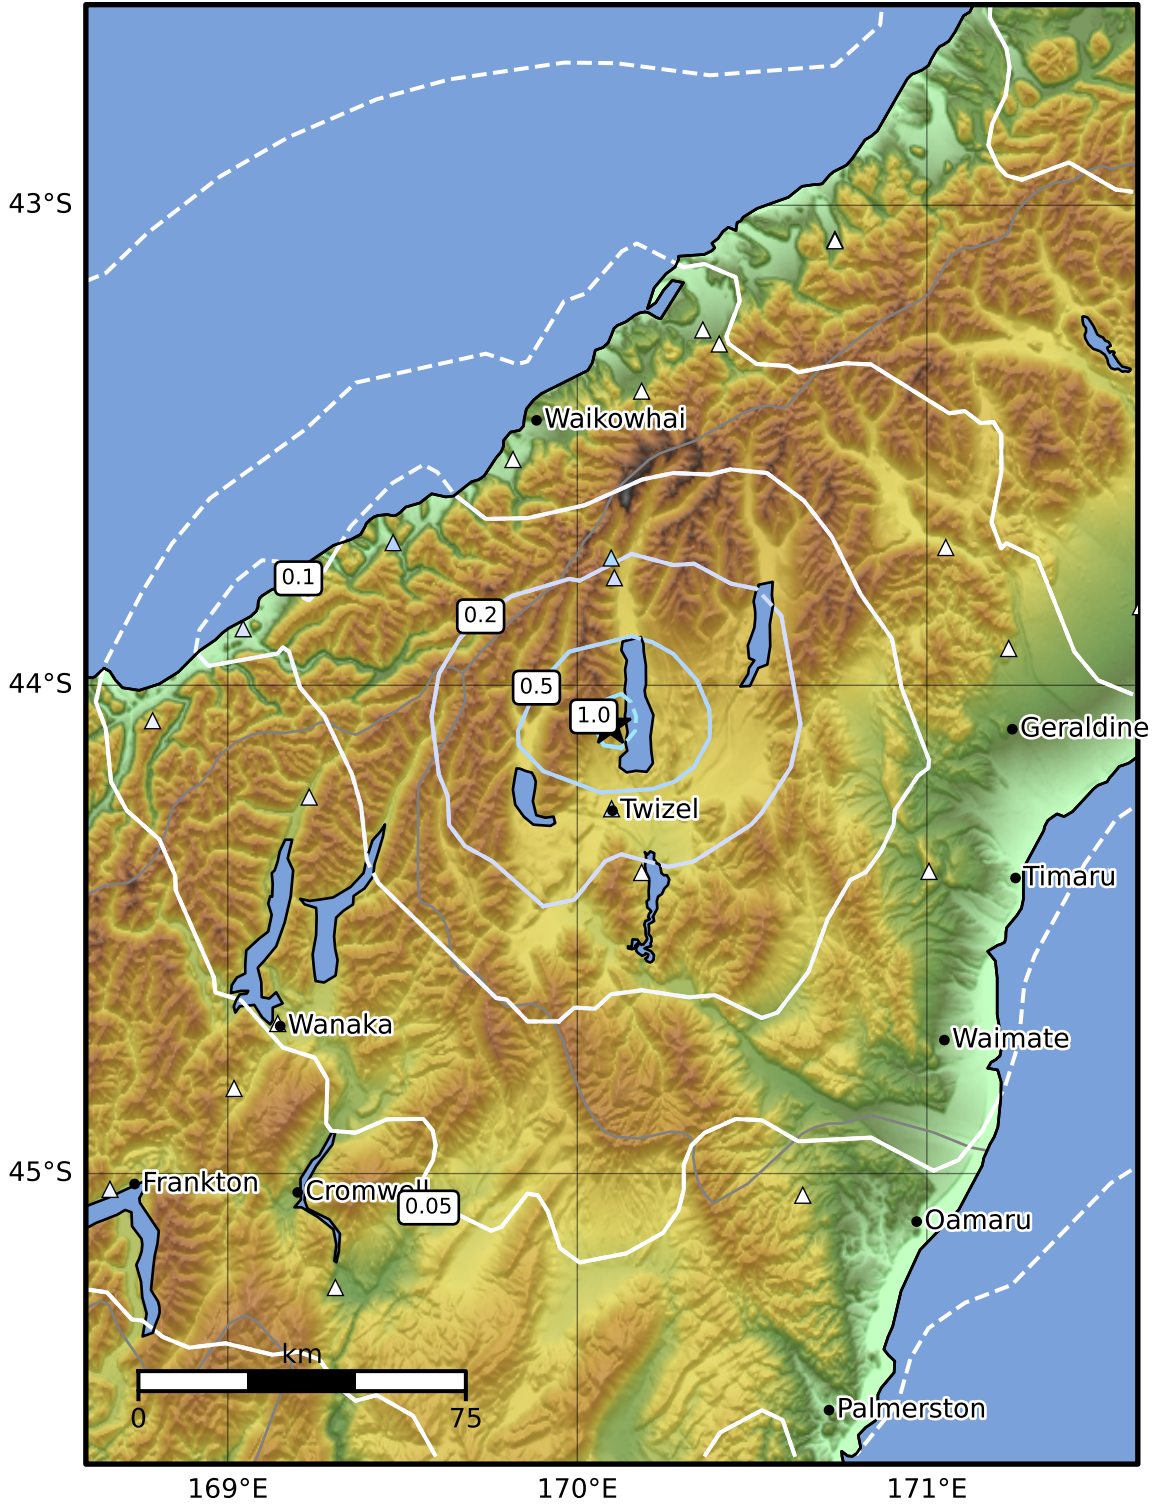 43°S
Waikowhai
0.1
0.2
44°S
0.5
1.0
Geraldine
Twizel
Timaru
Wanaka
Waimate
45°S
Frankton
Cromwell
0.05
Oamaru
km
0
75
Palmerston
169°E
170°E
171°E